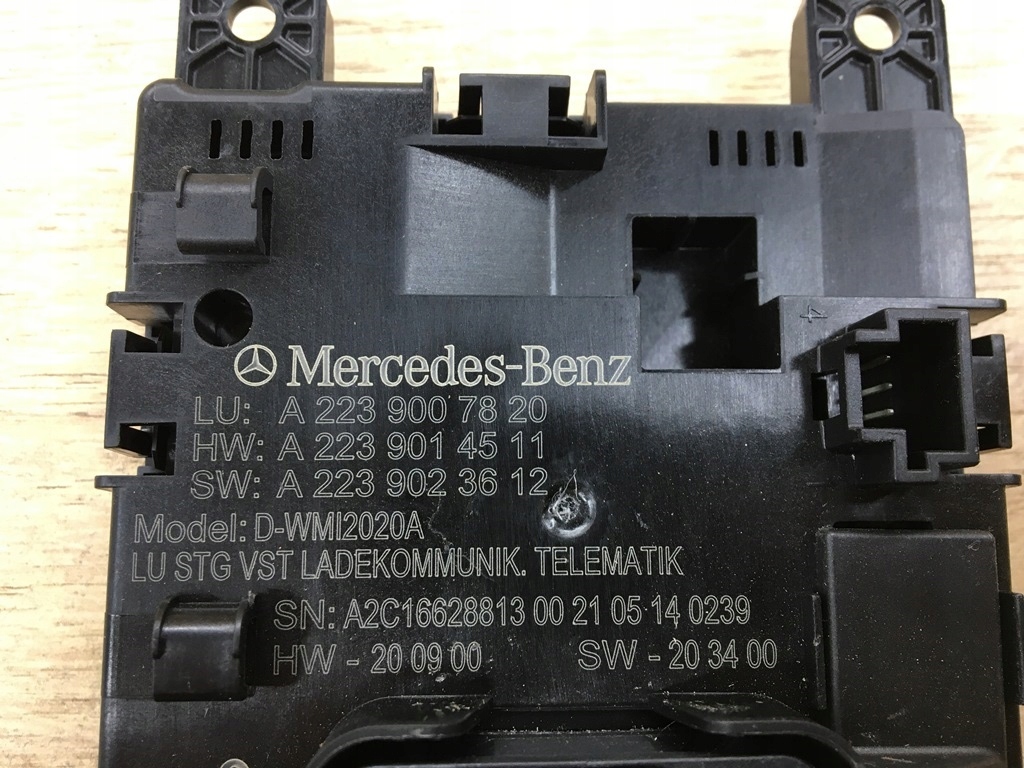 Mercedes-Benz
LU: A 223 900 78 20
HW: A 223 901 45 11
SW: A 223 902 36 12
Model: D-WMI2020A
LU STG VST LADEKOMMUNIK. TELEMATIK
SN: A2C16628813 00 21 05 14 0239
HW - 20 09 00 SW - 20 34 00
4